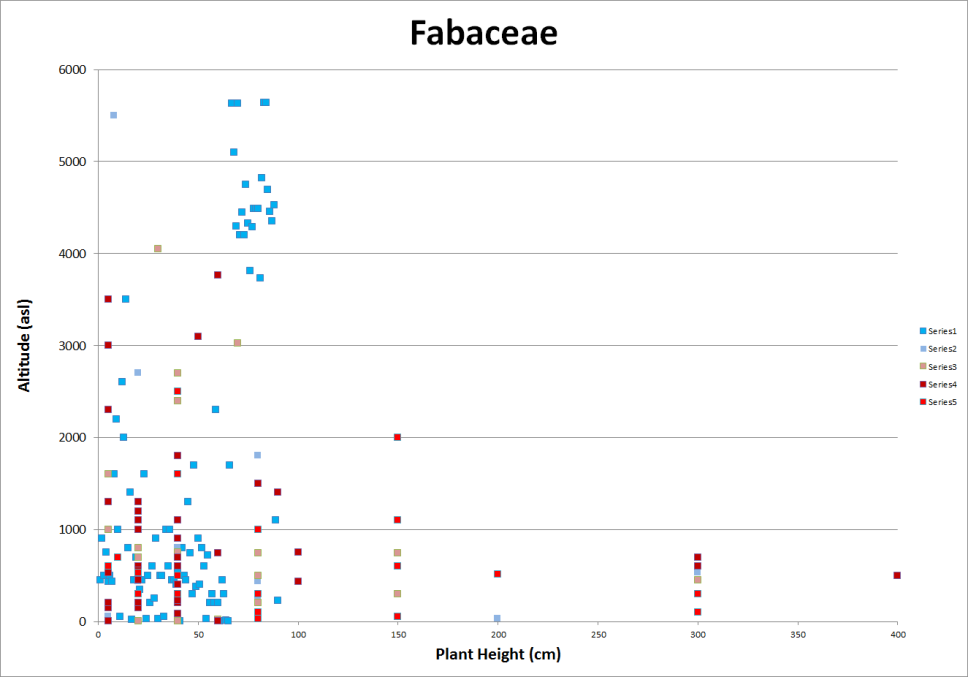 Fabaceae
6000
5000
4000
3000
2000
1000
0
Altitude (asl)
0 50 100 150 200 250 300 350 400
Plant Height (cm)
Series1
Series2
Series3
Series4
Series5